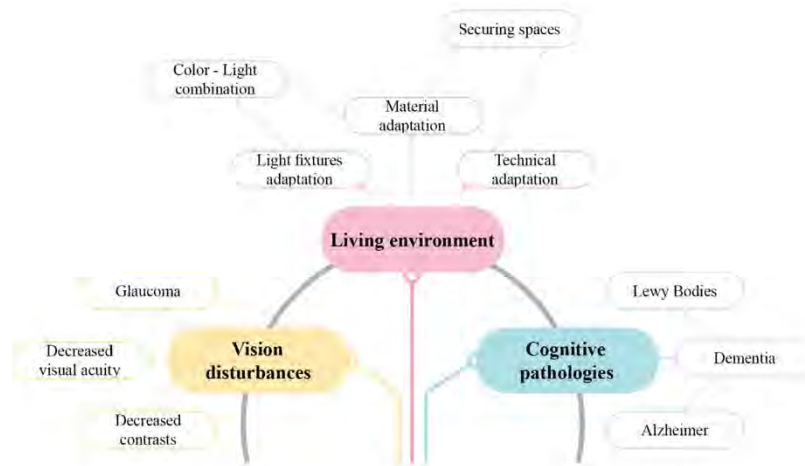 Securing spaces
Color - Light
combination
Material
adaptation
Light fixtures
adaptation
Technical
adaptation
Living environment
Glaucoma
Lewy Bodies
Decreased
visual acuity
Vision
disturbances
Cognitive
pathologies
Dementia
Decreased
contrasts
Alzheimer